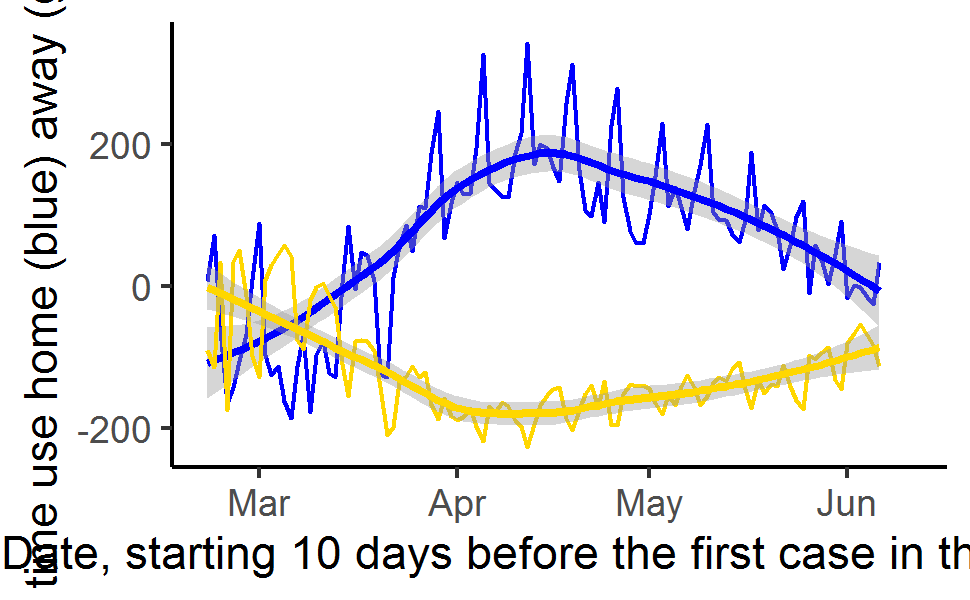 time use home (blue) away (
200
0
-200
Mar Apr May Jun
Date, starting 10 days before the first case in th